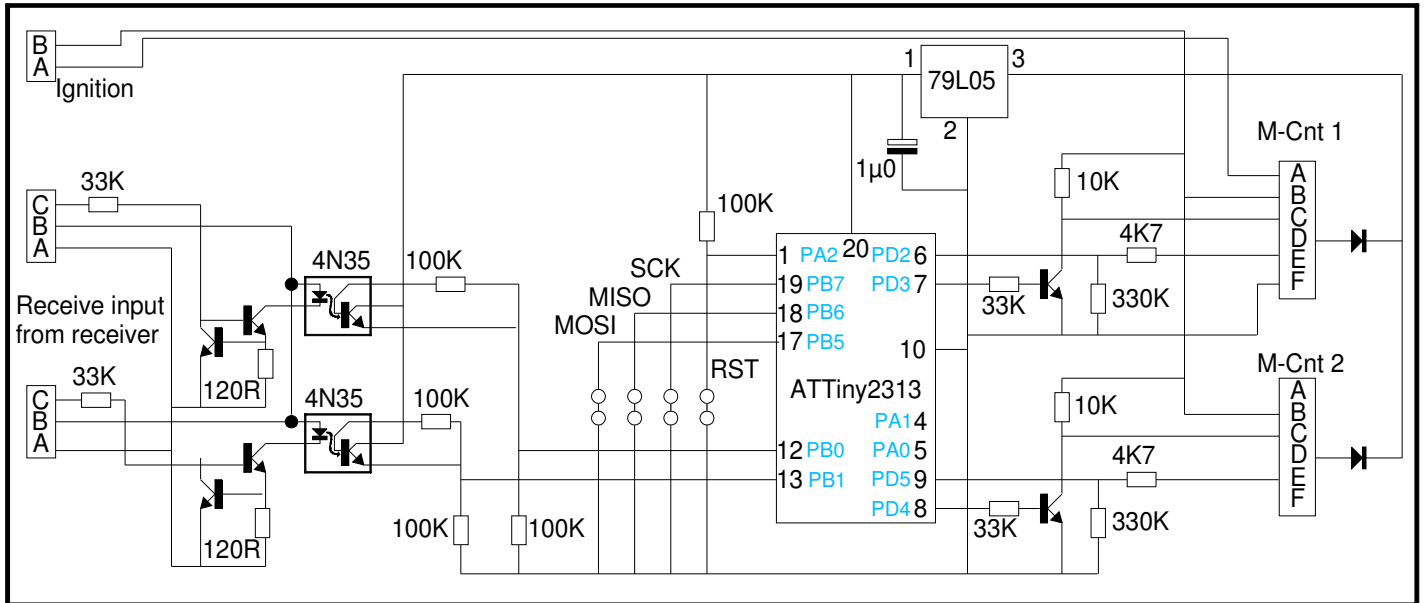 B
A
Ignition
1
79L05
3
2
1µ0
M-Cnt 1
A
B
C
D
E
F
10K
4K7
33K
330K
33K
C
B
A
4N35
100K
100K
SCK
MISO
MOSI
RST
Receive input
from receiver
120R
33K
C
B
A
4N35
100K
120R
100K
100K
1 PA2 20 PD2 6
19 PB7 PD3 7
18 PB6
17 PB5
10
ATTiny2313
PA1 4
12 PB0 PA0 5
13 PB1 PD5 9
PD4 8
M-Cnt 2
A
B
C
D
E
F
10K
4K7
33K
330K